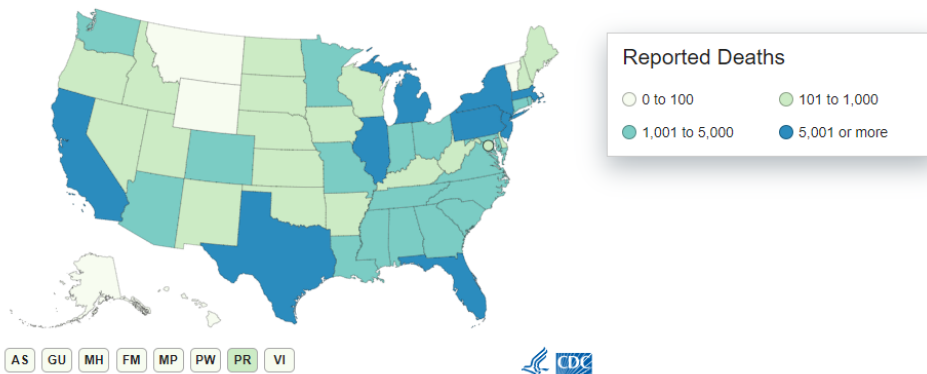 Reported Deaths
0 to 100 101 to 1,000
1,001 to 5,000 5,001 or more
AS GU MH FM MP PW PR VI
CDC